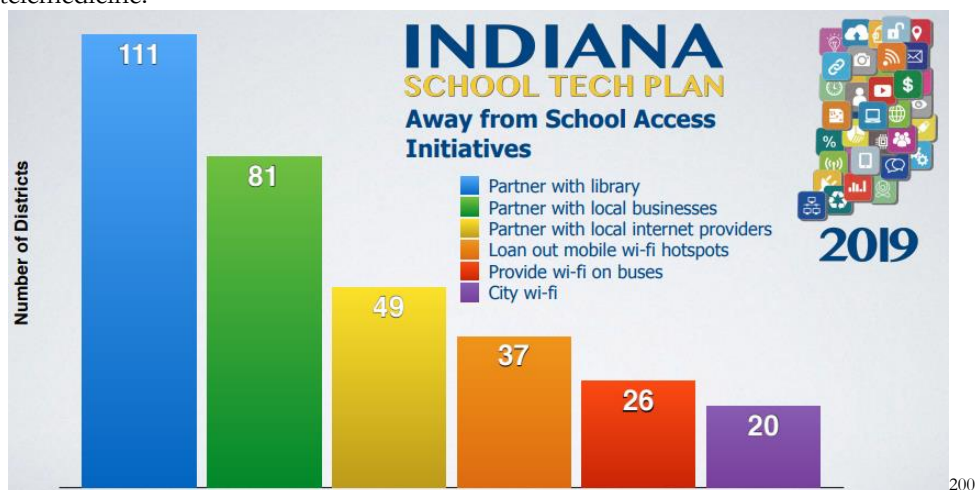 telemedicine.
INDIANA
SCHOOL TECH PLAN
Away from School Access
Initiatives
Partner with library
Partner with local businesses
Partner with local internet providers
Loan out mobile wi-fi hotspots
Provide wi-fi on buses
City wi-fi
2019
$
%
Number of Districts
111
81
49
37
26
20
200